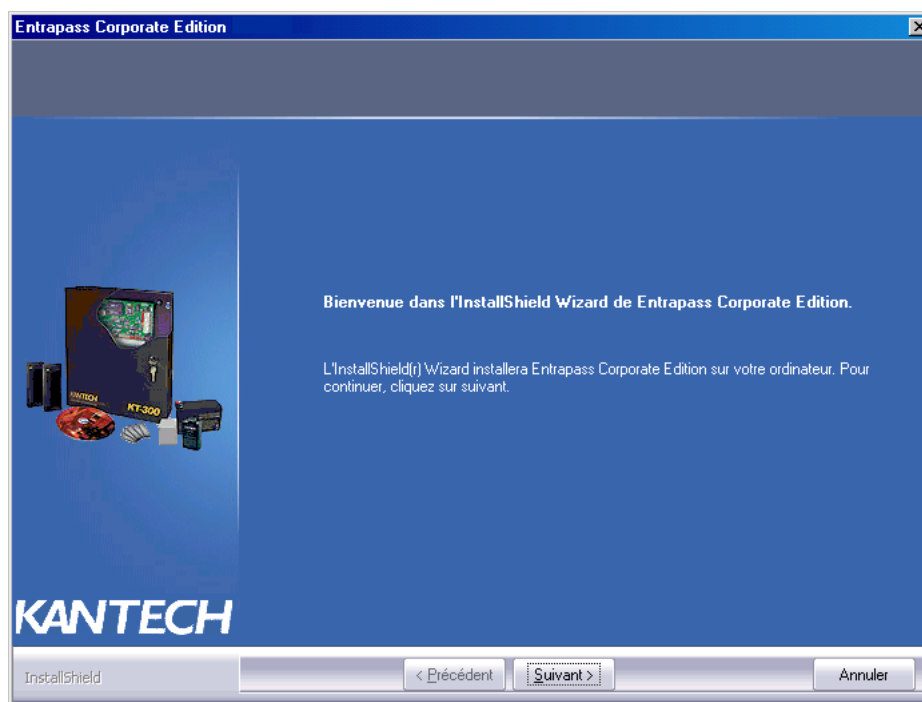 Entrapass Corporate Edition
Bienvenue dans l'InstallShield Wizard de Entrapass Corporate Edition.
L'InstallShield(r) Wizard installera Entrapass Corporate Edition sur votre ordinateur. Pour
continuer, cliquez sur suivant.
KANTECH
KT-300
KANTECH
InstallShield
< Précédent
Suivant >
Annuler